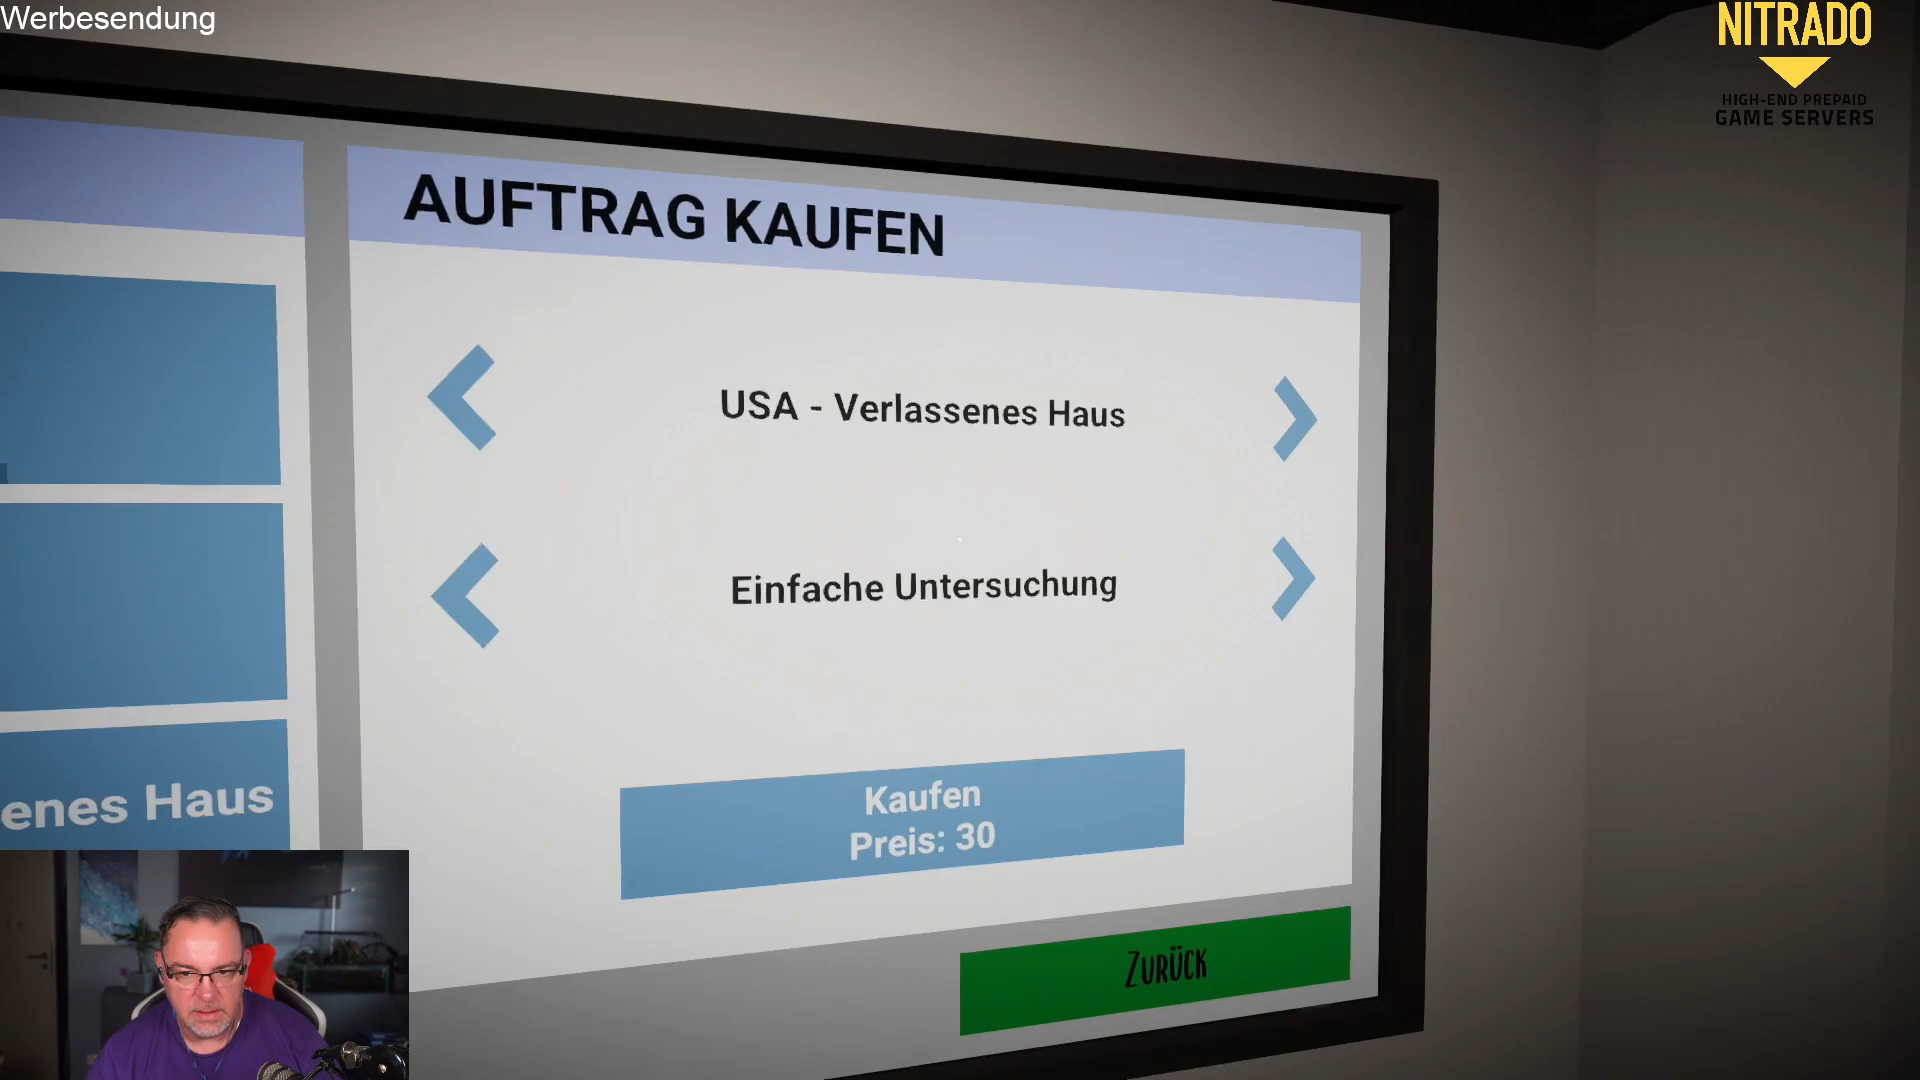 Werbesendung
NITRADO
HIGH-END PREPAID
GAME SERVERS
AUFTRAG KAUFEN
USA - Verlassenes Haus
Einfache Untersuchung
enes Haus
Kaufen
Preis: 30
ZURÜCK